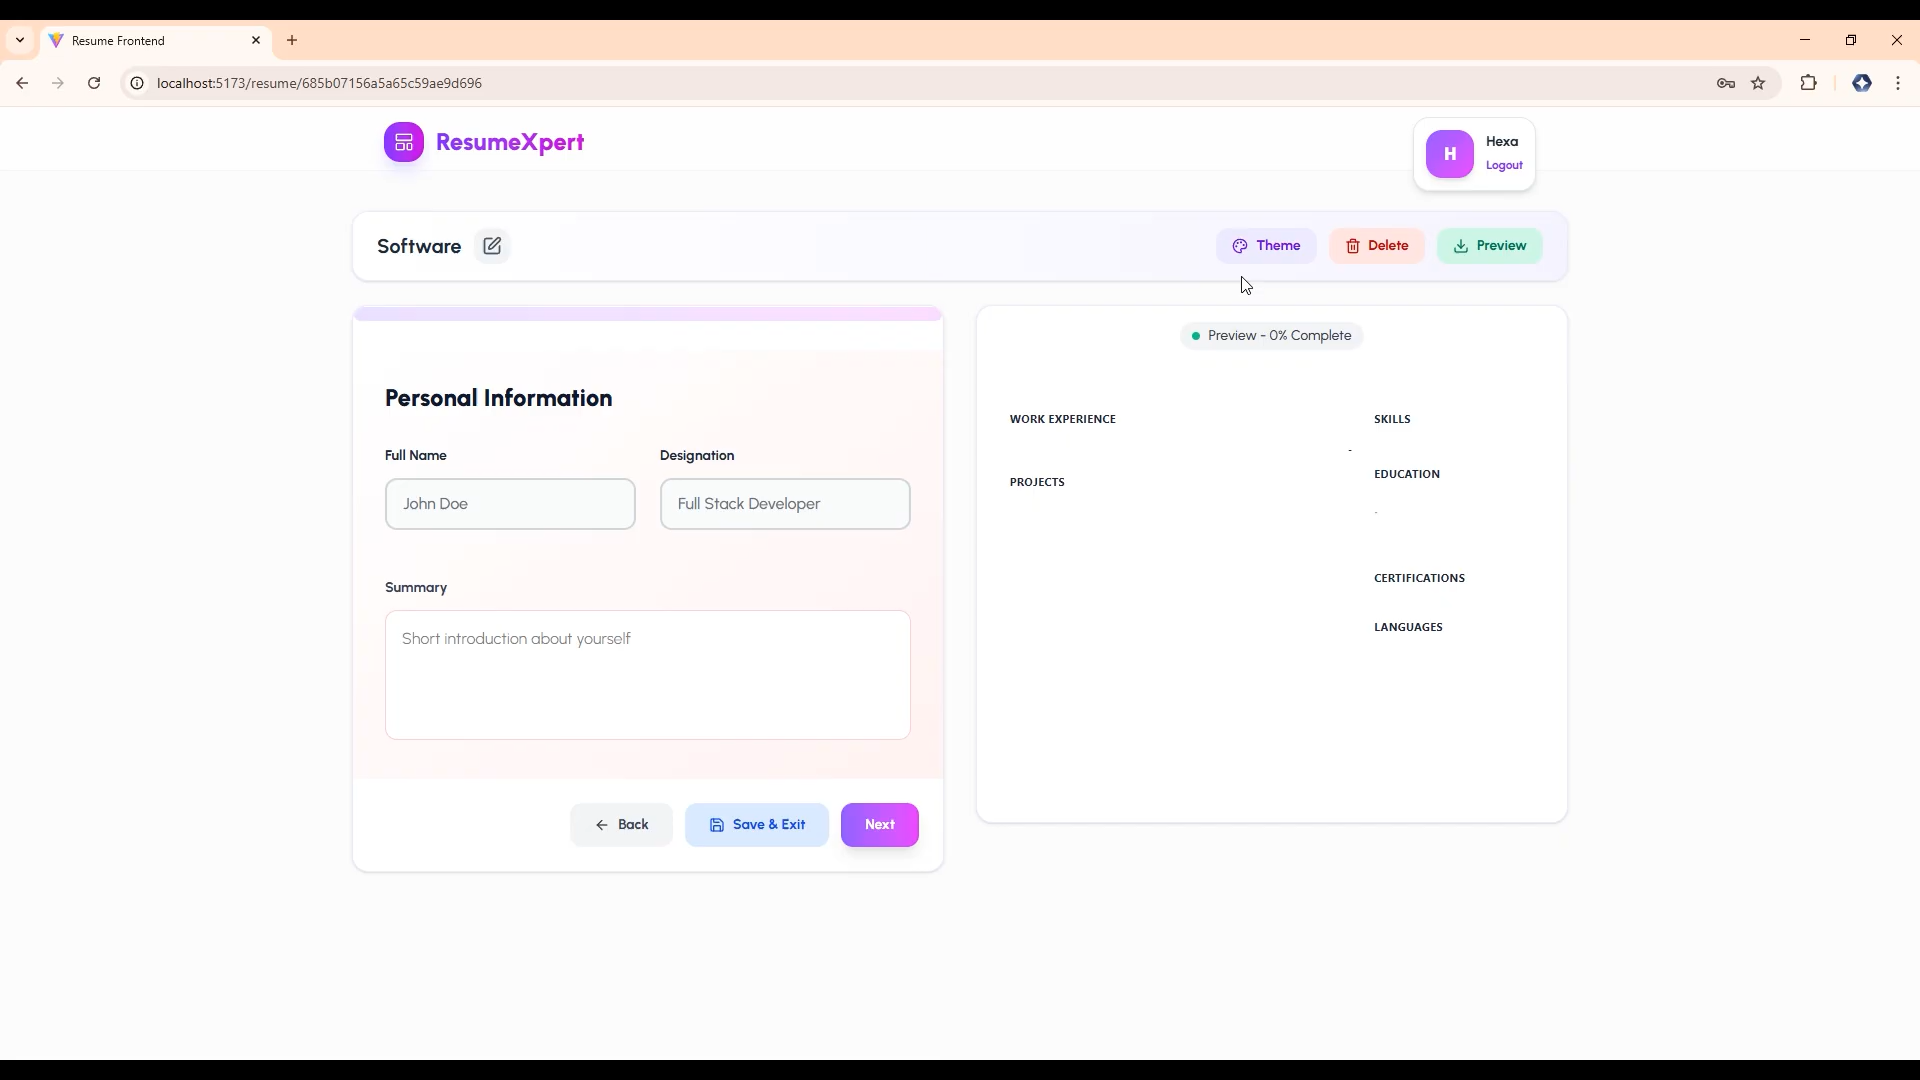 Resume Frontend
localhost:5173/resume/685b07156a5a65c59ae9d696
ResumeXpert
H
Hexa
Logout
Software
Theme
Delete
Preview
Personal Information
Full Name
Designation
John Doe
Full Stack Developer
Summary
Short introduction about yourself
Back
Save & Exit
Next
Preview - 0% Complete
WORK EXPERIENCE
-
PROJECTS
SKILLS
EDUCATION
-
CERTIFICATIONS
LANGUAGES